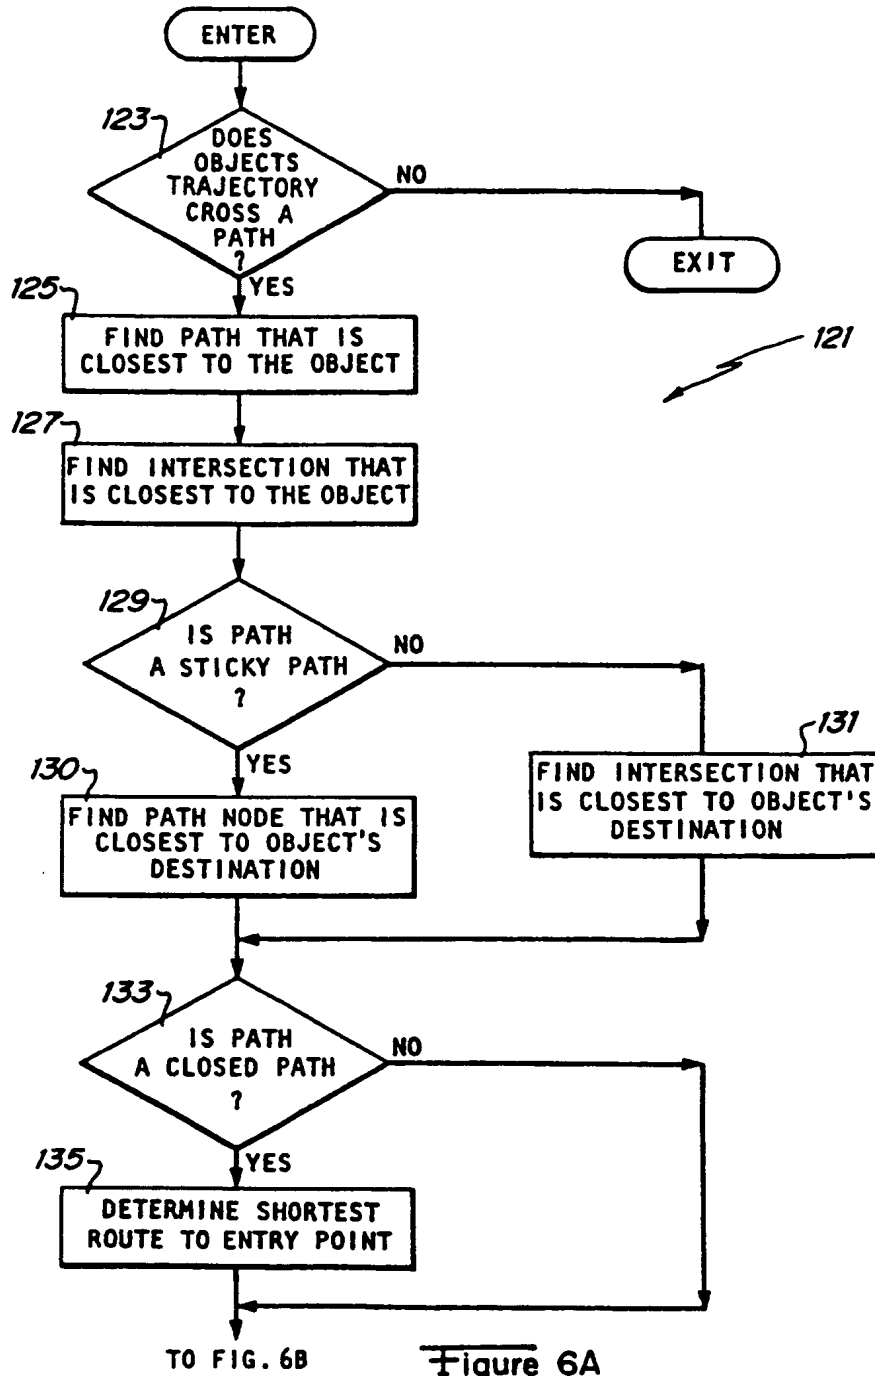 ENTER
123
DOES
OBJECTS
TRAJECTORY
CROSS A
PATH
?
NO
EXIT
YES
125
FIND PATH THAT IS
CLOSEST TO THE OBJECT
121
127
FIND INTERSECTION THAT
IS CLOSEST TO THE OBJECT
129
IS PATH
A STICKY PATH
?
NO
YES
131
FIND INTERSECTION THAT
IS CLOSEST TO OBJECT'S
DESTINATION
130
FIND PATH NODE THAT IS
CLOSEST TO OBJECT'S
DESTINATION
133
IS PATH
A CLOSED PATH
?
NO
YES
135
DETERMINE SHORTEST
ROUTE TO ENTRY POINT
TO FIG. 6B
Figure 6A